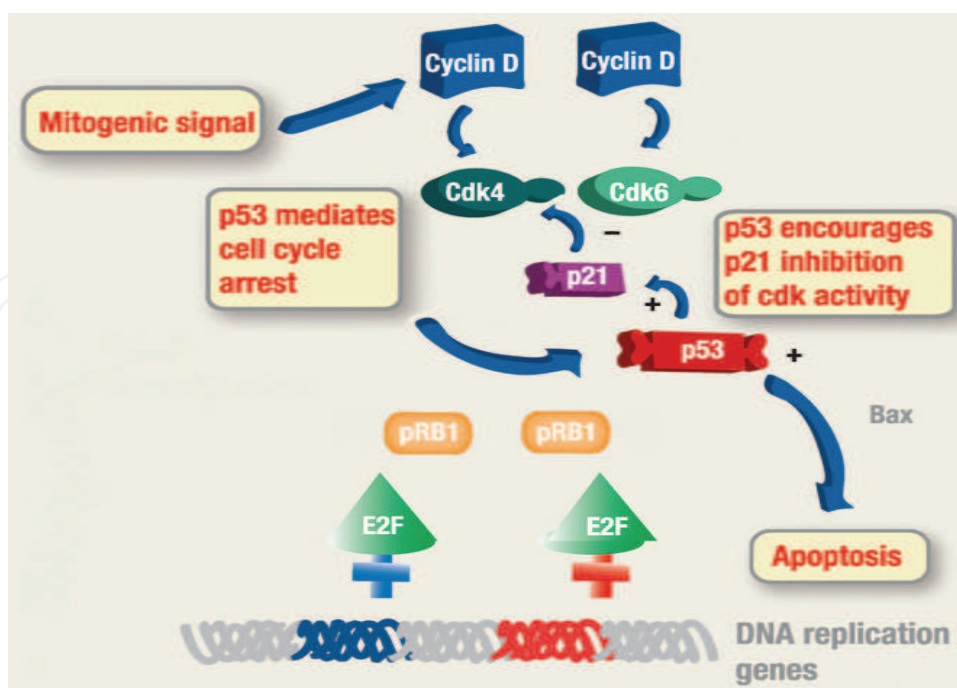 Cyclin D
Cyclin D
Mitogenic signal
Cdk4
Cdk6
p53 mediates
cell cycle
arrest
p53 encourages
p21 inhibition
of cdk activity
–
p21
+
p53
+
Bax
pRB1
pRB1
E2F
E2F
Apoptosis
DNA replication
genes